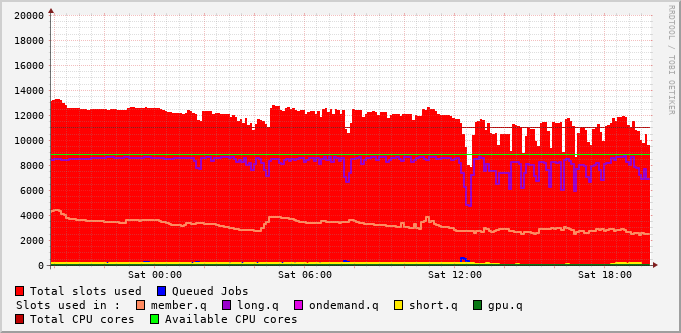 20000
18000
16000
14000
12000
10000
8000
6000
4000
2000
0
Sat 00:00 Sat 06:00 Sat 12:00 Sat 18:00
Total slots used Queued Jobs
Slots used in : member.q long.q ondemand.q short.q gpu.q
Total CPU cores Available CPU cores
RRDTOOL / TOBI OETIKER